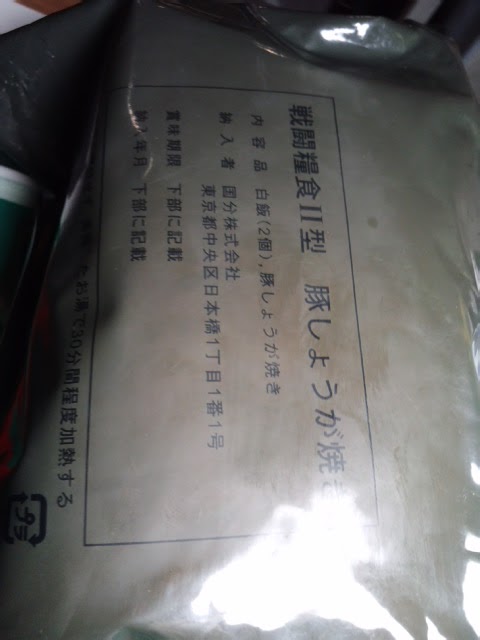 戦闘糧食II型 豚しょうが焼き
内容品 白飯(2個),豚しょうが焼き
納入者 国分株式会社
東京都中央区日本橋1丁目1番1号
賞味期限 下部に記載
納入年月 下部に記載
たお湯で30分間程度加熱する
プラ